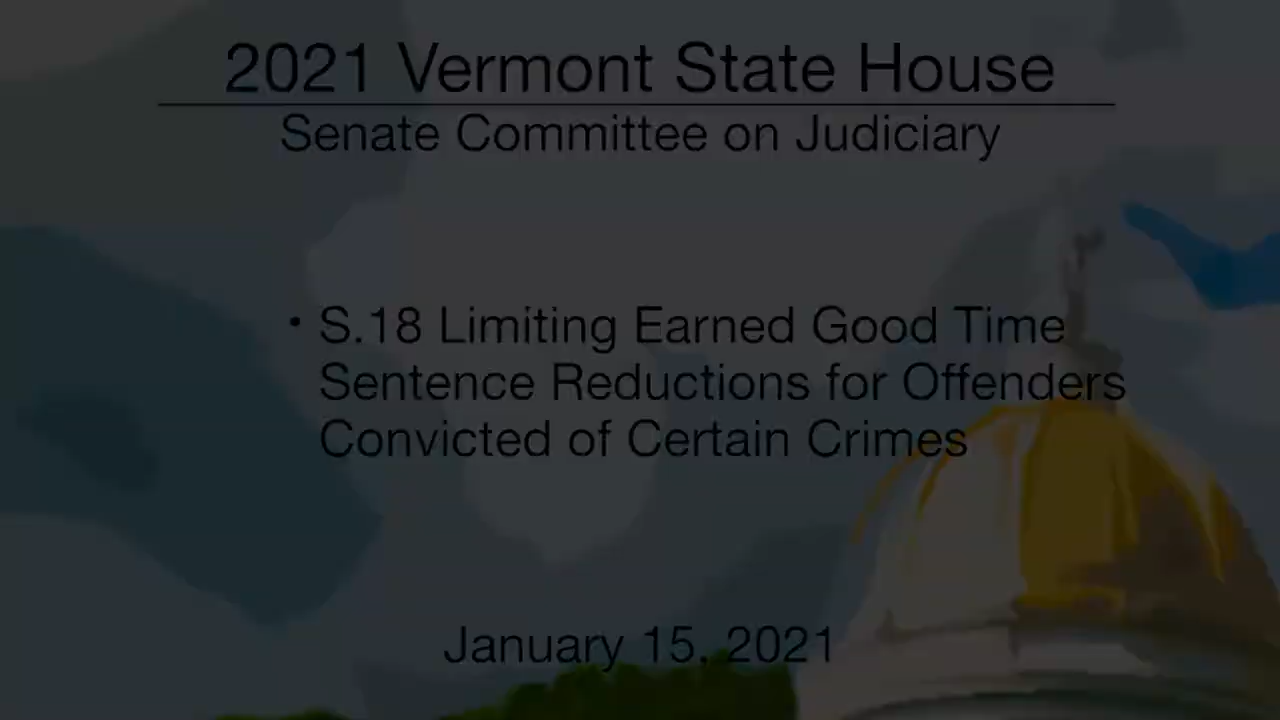 2021 Vermont State House
Senate Committee on Judiciary
• S.18 Limiting Earned Good Time
Sentence Reductions for Offenders
Convicted of Certain Crimes
January 15, 2021